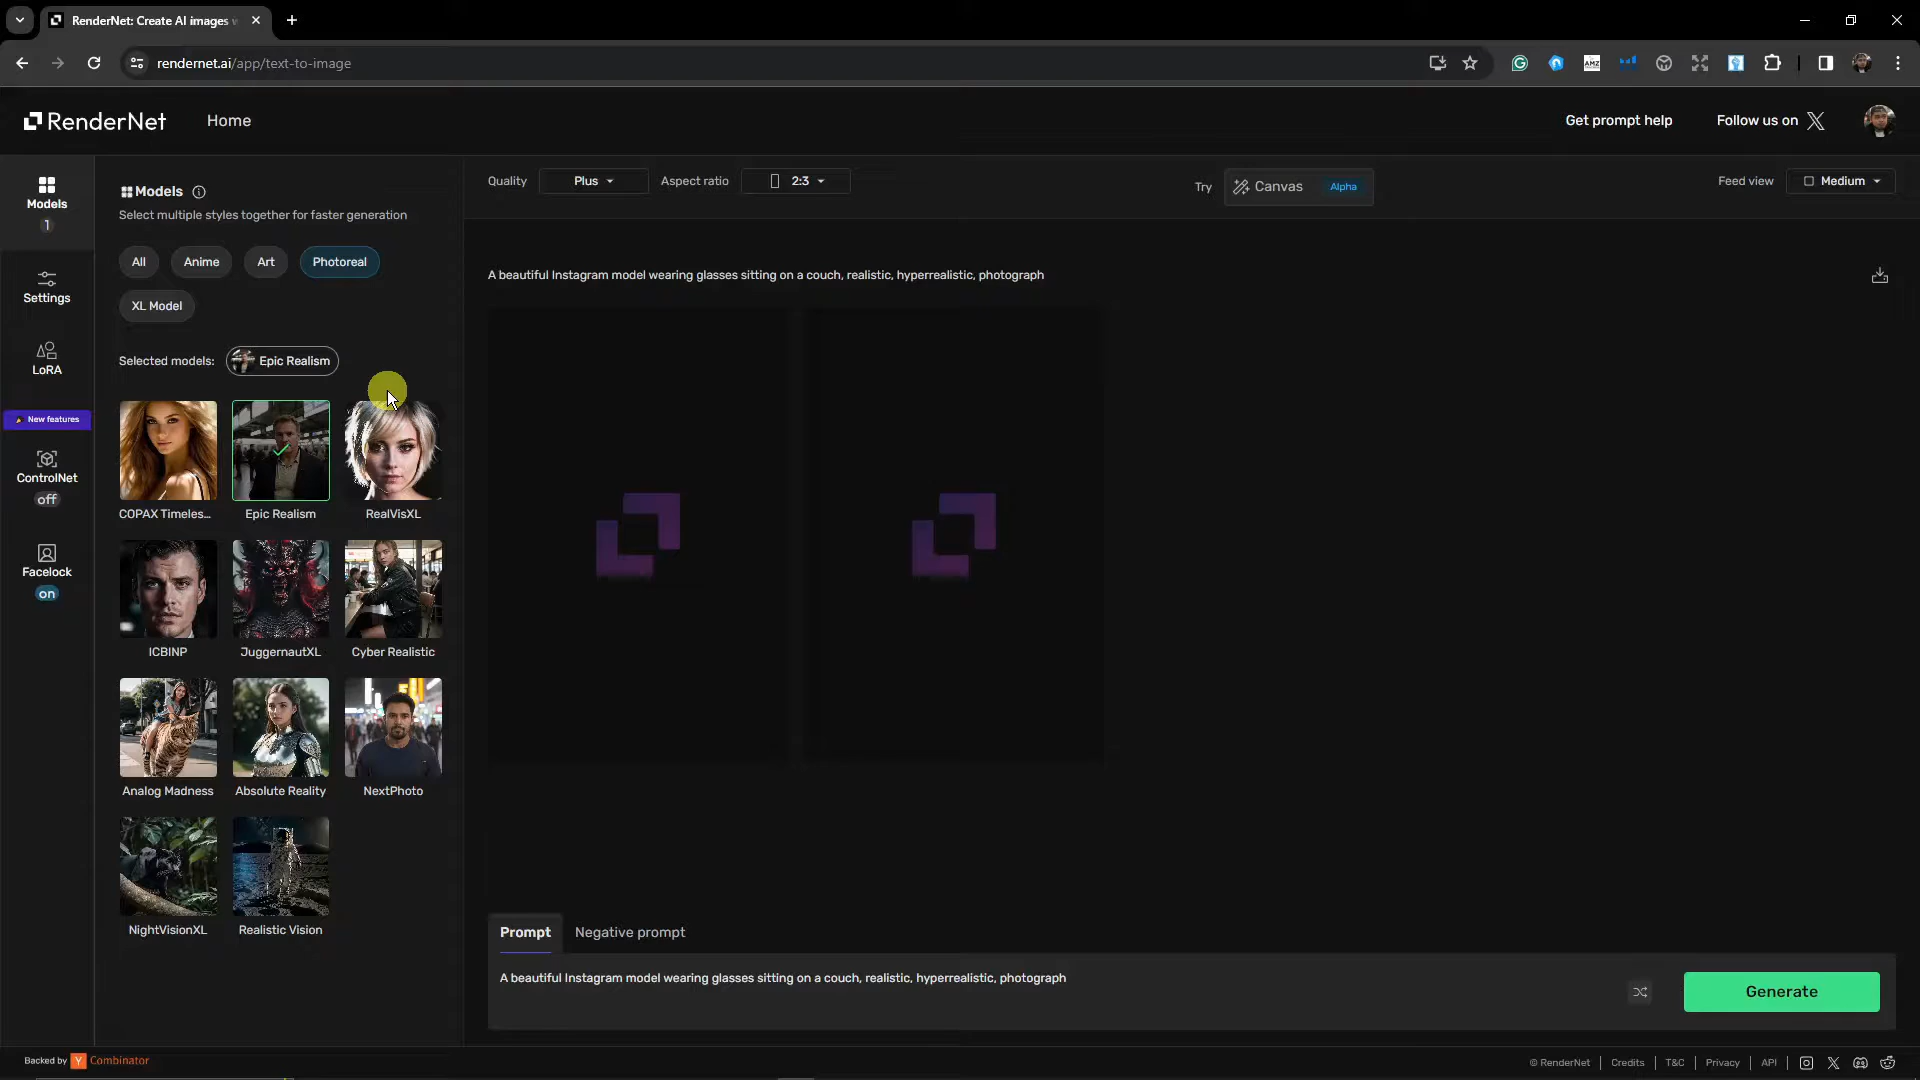 RenderNet: Create AI images w
rendernet.ai/app/text-to-image
AMZ
RenderNet
Home
Get prompt help
Follow us on
Models
1
Settings
LoRA
New features
ControlNet
off
Facelock
on
Models
Select multiple styles together for faster generation
All
Anime
Art
Photoreal
XL Model
Selected models:
Epic Realism
COPAX Timeles...
Epic Realism
RealVisXL
ICBINP
JuggernautXL
Cyber Realistic
Analog Madness
Absolute Reality
NextPhoto
NightVisionXL
Realistic Vision
Quality
Plus
Aspect ratio
2:3
Try
Canvas
Alpha
Feed view
Medium
A beautiful Instagram model wearing glasses sitting on a couch, realistic, hyperrealistic, photograph
Prompt
Negative prompt
A beautiful Instagram model wearing glasses sitting on a couch, realistic, hyperrealistic, photograph
Generate
Backed by Y Combinator
© RenderNet
Credits
T&C
Privacy
API